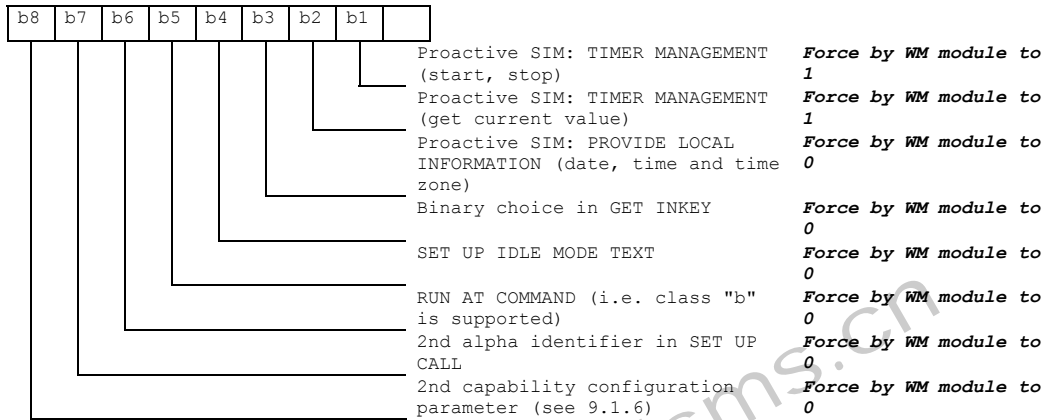 b8 b7 b6 b5 b4 b3 b2 b1
Proactive SIM: TIMER MANAGEMENT Force by WM module to
(start, stop) 1
Proactive SIM: TIMER MANAGEMENT Force by WM module to
(get current value) 1
Proactive SIM: PROVIDE LOCAL Force by WM module to
INFORMATION (date, time and time 0
zone)
Binary choice in GET INKEY Force by WM module to
0
SET UP IDLE MODE TEXT Force by WM module to
0
RUN AT COMMAND (i.e. class "b" Force by WM module to
is supported) 0
2nd alpha identifier in SET UP Force by WM module to
CALL 0
2nd capability configuration Force by WM module to
parameter (see 9.1.6) 0
sms.cn